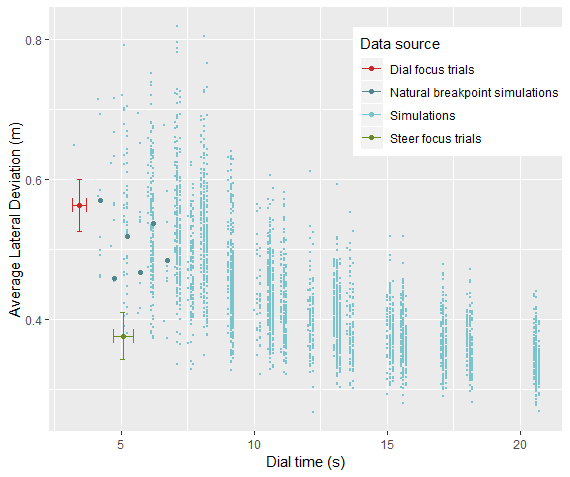 Data source
Dial focus trials
Natural breakpoint simulations
Simulations
Steer focus trials
Average Lateral Deviation (m)
0.8
0.6
0.4
5 10 15 20
Dial time (s)